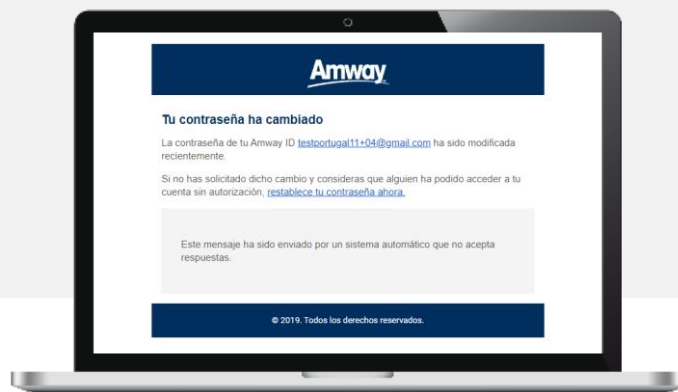 Amway
Tu contraseña ha cambiado
La contraseña de tu Amway ID testportugal11+04@gmail.com ha sido modificada
recientemente.
Si no has solicitado dicho cambio y consideras que alguien ha podido acceder a tu
cuenta sin autorización, restablece tu contraseña ahora.
Este mensaje ha sido enviado por un sistema automático que no acepta
respuestas.
© 2019. Todos los derechos reservados.